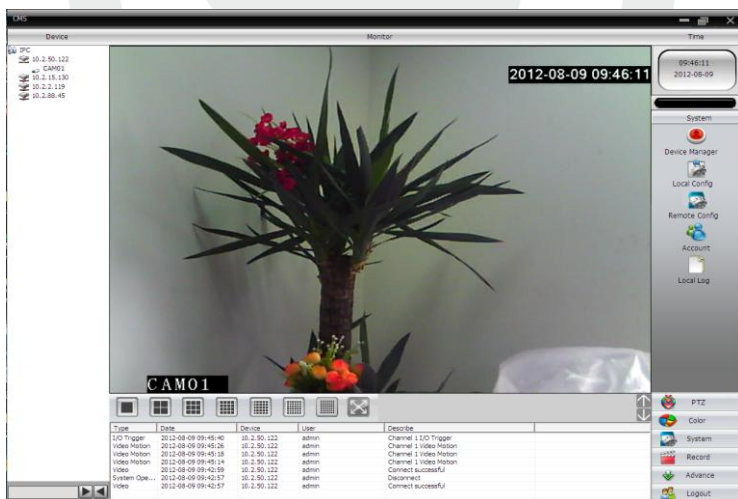 CMS
Device Monitor Time
IPC
10.2.50.122
CAM01
10.2.15.130
10.2.2.119
10.2.88.45
2012-08-09 09:46:11
CAM01
09:46:11
2012-08-09
System
Device Manager
Local Config
Remote Config
Account
Local Log
PTZ
Color
System
Record
Advance
Logout
Type Date Device User Describe
I/O Trigger 2012-08-09 09:45:40 10.2.50.122 admin Channel 1 I/O Trigger
Video Motion 2012-08-09 09:45:26 10.2.50.122 admin Channel 1 Video Motion
Video Motion 2012-08-09 09:45:18 10.2.50.122 admin Channel 1 Video Motion
Video Motion 2012-08-09 09:45:14 10.2.50.122 admin Channel 1 Video Motion
Video 2012-08-09 09:42:59 10.2.50.122 admin Connect successful
System Ope... 2012-08-09 09:42:57 10.2.50.122 admin Disconnect
Video 2012-08-09 09:42:57 10.2.50.122 admin Connect successful